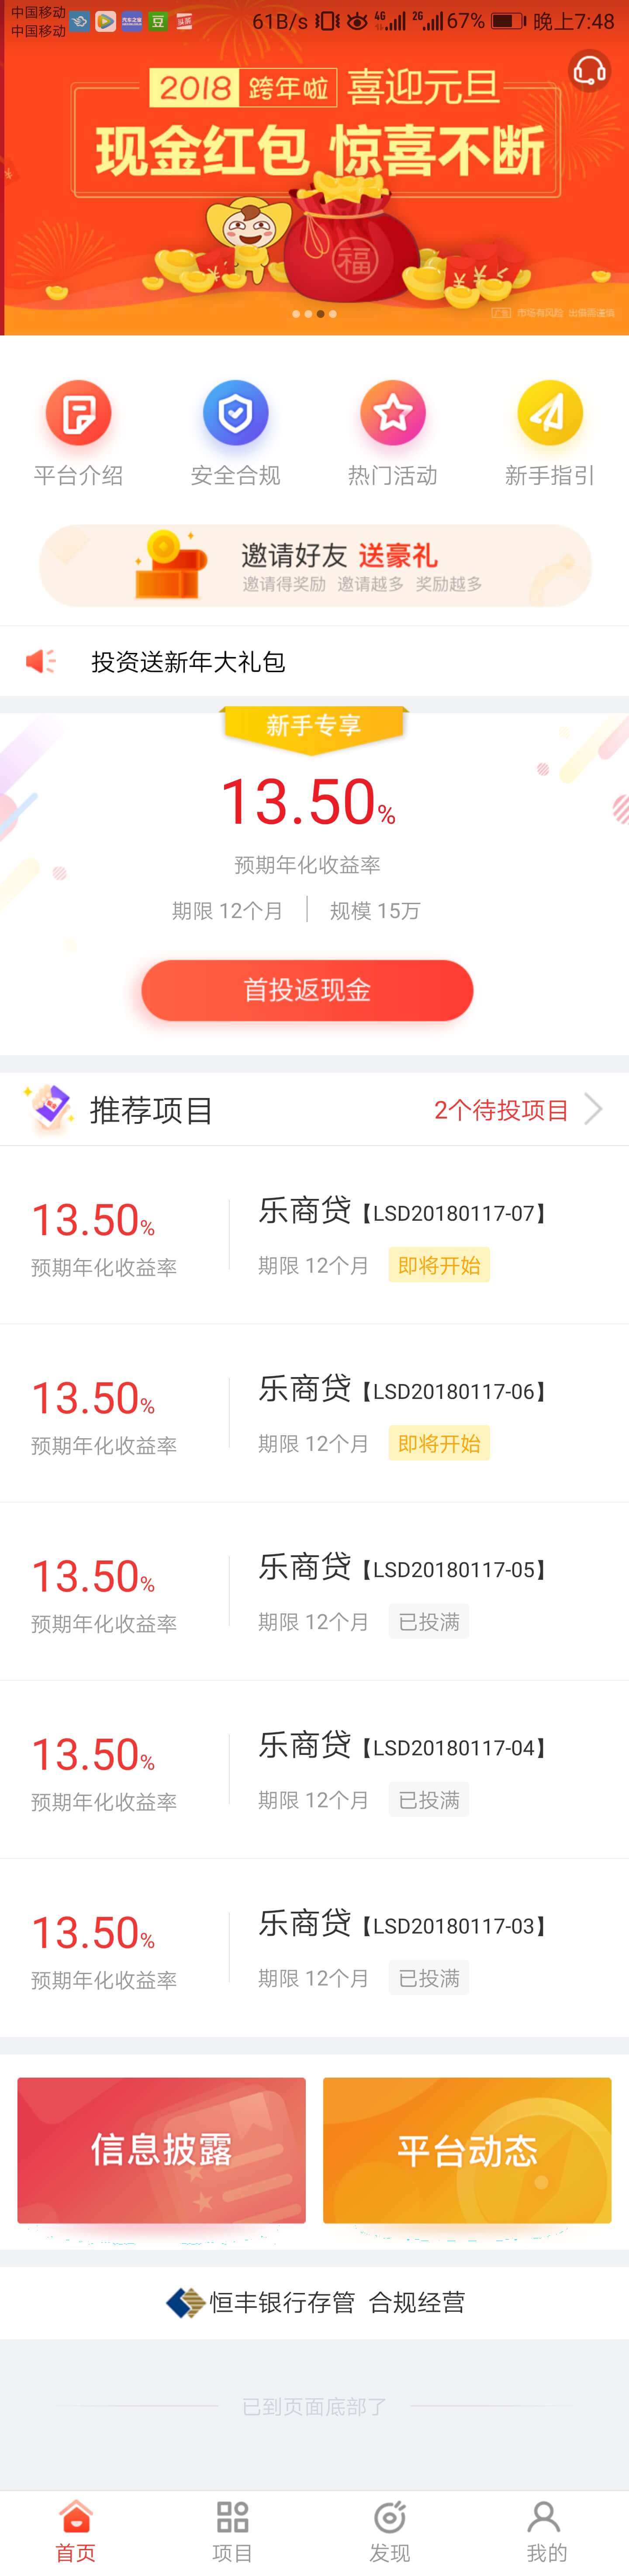 中国移动
中国移动
61B/s 4G 2G 67% 晚上7:48
2018 跨年啦 喜迎元旦
现金红包 惊喜不断
福
广告 市场有风险 出借需谨慎
平台介绍 安全合规 热门活动 新手指引
邀请好友 送豪礼
邀请得奖励 邀请越多 奖励越多
投资送新年大礼包
新手专享
13.50%
预期年化收益率
期限 12个月 规模 15万
首投返现金
推荐项目 2个待投项目
13.50% 乐商贷【LSD20180117-07】
预期年化收益率 期限 12个月 即将开始
13.50% 乐商贷【LSD20180117-06】
预期年化收益率 期限 12个月 即将开始
13.50% 乐商贷【LSD20180117-05】
预期年化收益率 期限 12个月 已投满
13.50% 乐商贷【LSD20180117-04】
预期年化收益率 期限 12个月 已投满
13.50% 乐商贷【LSD20180117-03】
预期年化收益率 期限 12个月 已投满
信息披露 平台动态
恒丰银行存管 合规经营
已到页面底部了
首页 项目 发现 我的